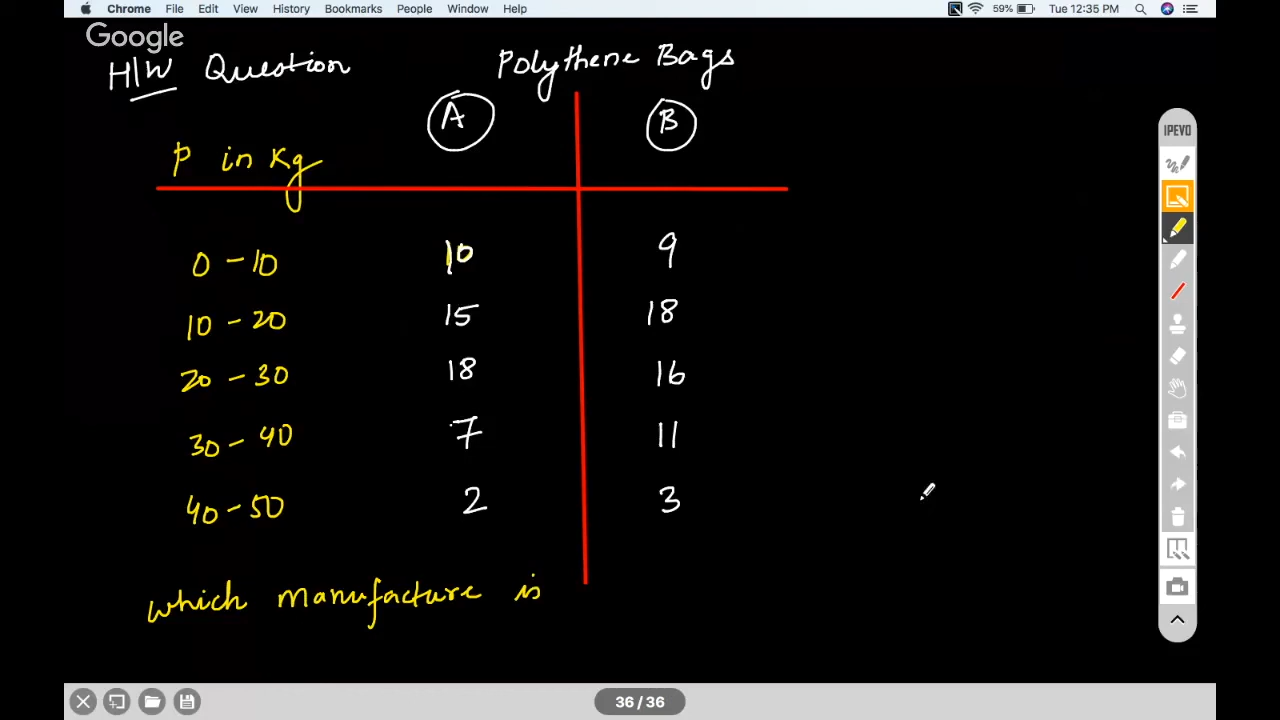 Chrome File Edit View History Bookmarks People Window Help 59% Tue 12:35 PM
Google
H/W Question Polythene Bags
A B
P in Kg
IPEVO
0 - 10 10 9
10 - 20 15 18
20 - 30 18 16
30 - 40 7 11
40 - 50 2 3
which manufacture is
36 / 36